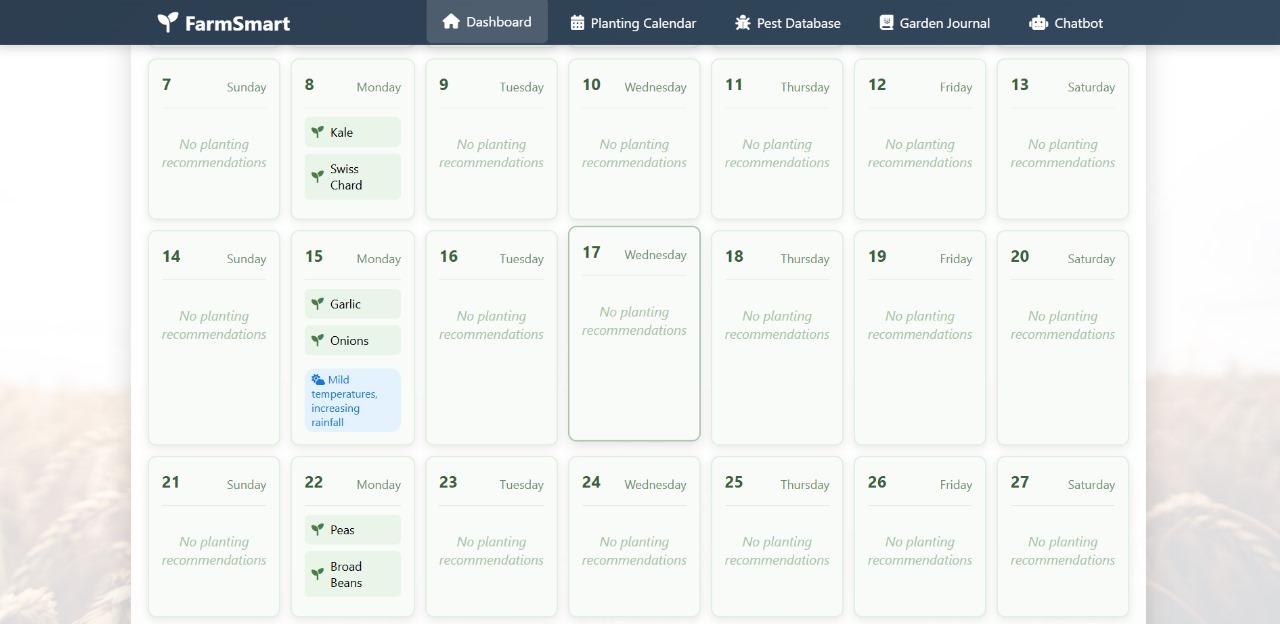 FarmSmart
Dashboard
Planting Calendar
Pest Database
Garden Journal
Chatbot
7 Sunday
No planting
recommendations
8 Monday
Kale
Swiss
Chard
9 Tuesday
No planting
recommendations
10 Wednesday
No planting
recommendations
11 Thursday
No planting
recommendations
12 Friday
No planting
recommendations
13 Saturday
No planting
recommendations
14 Sunday
No planting
recommendations
15 Monday
Garlic
Onions
Mild
temperatures,
increasing
rainfall
16 Tuesday
No planting
recommendations
17 Wednesday
No planting
recommendations
18 Thursday
No planting
recommendations
19 Friday
No planting
recommendations
20 Saturday
No planting
recommendations
21 Sunday
No planting
recommendations
22 Monday
Peas
Broad
Beans
23 Tuesday
No planting
recommendations
24 Wednesday
No planting
recommendations
25 Thursday
No planting
recommendations
26 Friday
No planting
recommendations
27 Saturday
No planting
recommendations